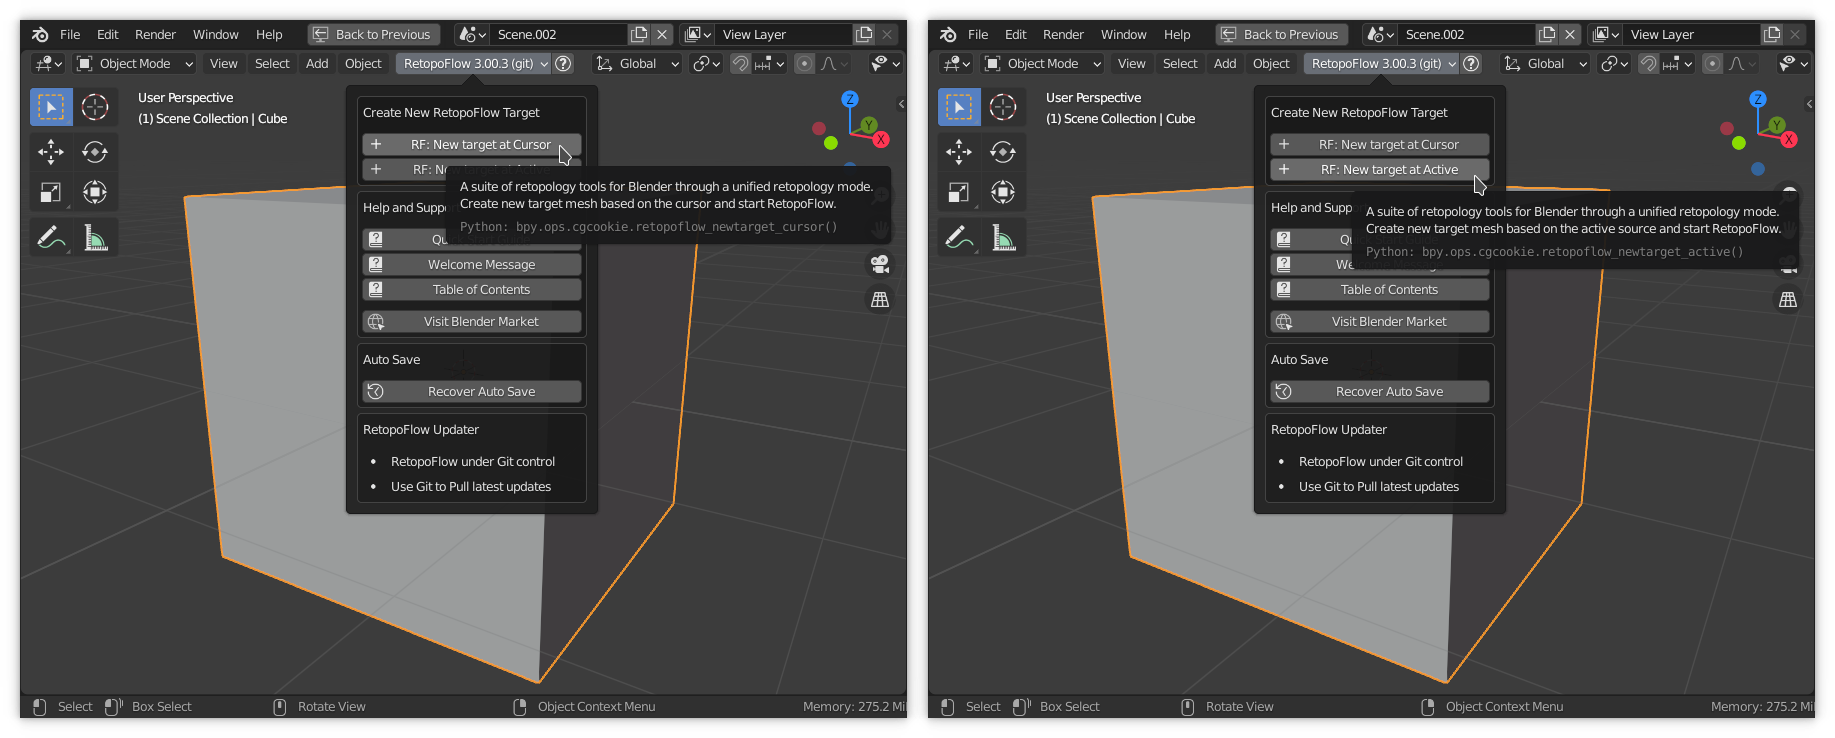 File Edit Render Window Help Back to Previous Scene.002 View Layer
Object Mode View Select Add Object RetopoFlow 3.00.3 (git) Global
User Perspective
(1) Scene Collection | Cube
Create New RetopoFlow Target
RF: New target at Cursor
RF: New target at Active
A suite of retopology tools for Blender through a unified retopology mode.
Create new target mesh based on the cursor and start RetopoFlow.
Python: bpy.ops.cgcookie.retopoflow_newtarget_cursor()
Help and Suppo
Welcome Message
Table of Contents
Visit Blender Market
Auto Save
Recover Auto Save
RetopoFlow Updater
• RetopoFlow under Git control
• Use Git to Pull latest updates
Z
Y
X
Select Box Select Rotate View Object Context Menu Memory: 275.2 Mi
File Edit Render Window Help Back to Previous Scene.002 View Layer
Object Mode View Select Add Object RetopoFlow 3.00.3 (git) Global
User Perspective
(1) Scene Collection | Cube
Create New RetopoFlow Target
RF: New target at Cursor
RF: New target at Active
A suite of retopology tools for Blender through a unified retopology mode.
Create new target mesh based on the active source and start RetopoFlow.
Python: bpy.ops.cgcookie.retopoflow_newtarget_active()
Help and Supp
Table of Contents
Visit Blender Market
Auto Save
Recover Auto Save
RetopoFlow Updater
• RetopoFlow under Git control
• Use Git to Pull latest updates
Z
Y
X
Select Box Select Rotate View Object Context Menu Memory: 275.2 Mi